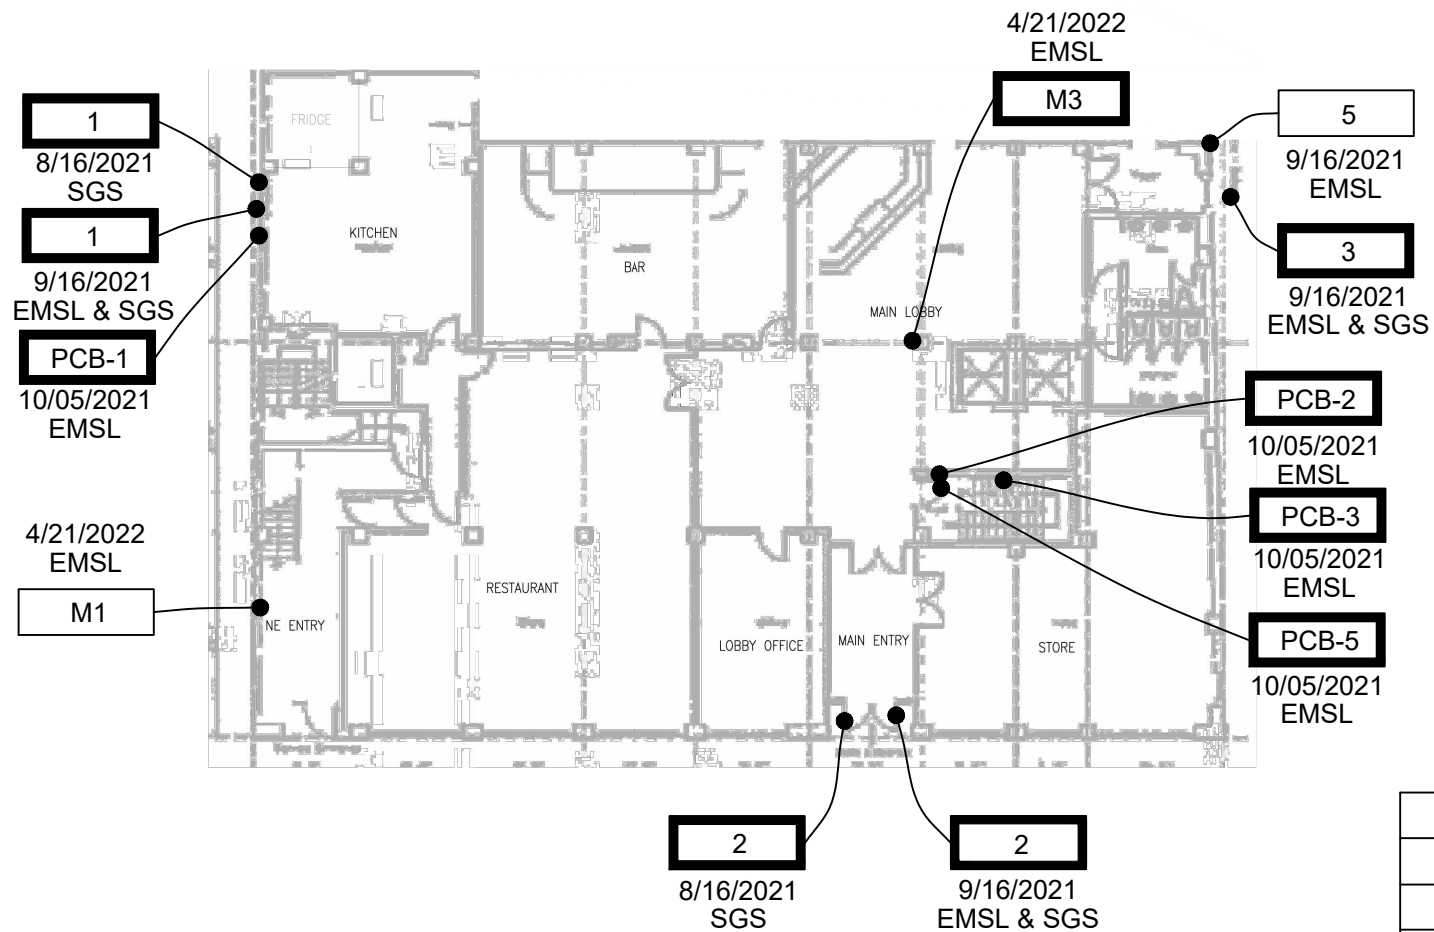 4/21/2022
EMSL
M3
1
8/16/2021
SGS
1
9/16/2021
EMSL & SGS
PCB-1
10/05/2021
EMSL
4/21/2022
EMSL
M1
5
9/16/2021
EMSL
3
9/16/2021
EMSL & SGS
PCB-2
10/05/2021
EMSL
PCB-3
10/05/2021
EMSL
PCB-5
10/05/2021
EMSL
FRIDGE
KITCHEN
BAR
MAIN LOBBY
RESTAURANT
NE ENTRY
LOBBY OFFICE
MAIN ENTRY
STORE
2
8/16/2021
SGS
2
9/16/2021
EMSL & SGS